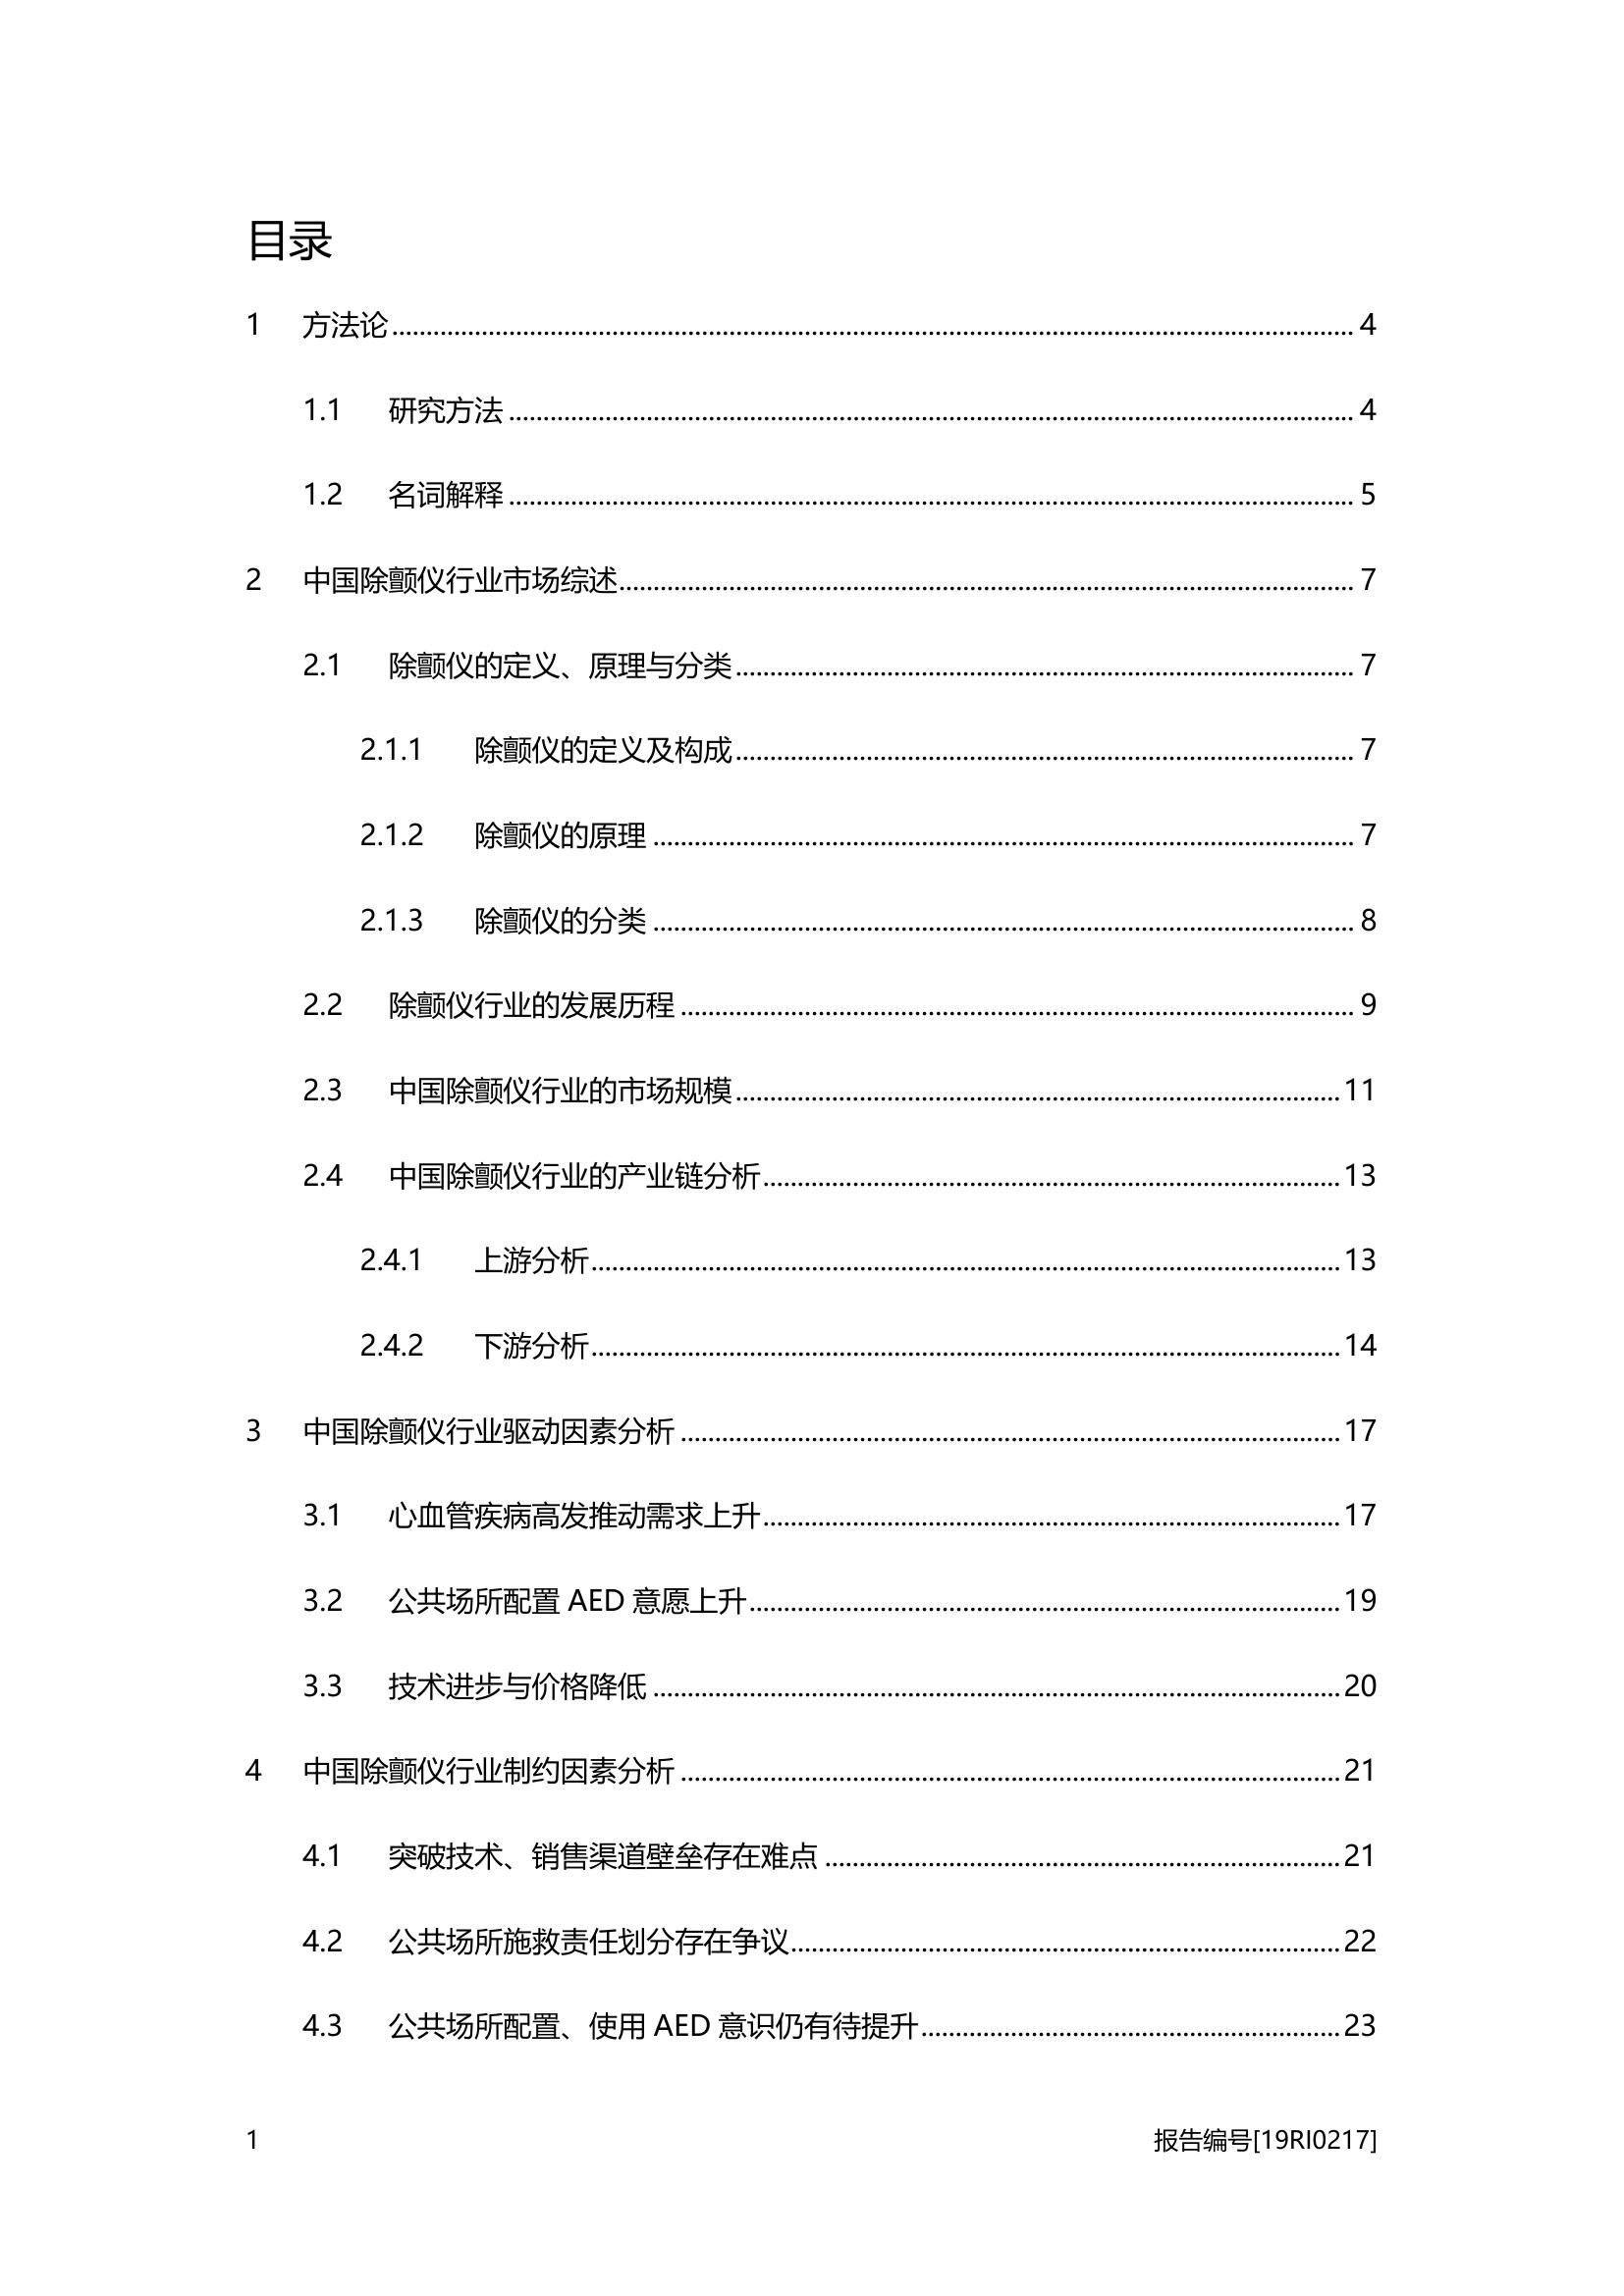 目录
1 方法论 4
1.1 研究方法 4
1.2 名词解释 5
2 中国除颤仪行业市场综述 7
2.1 除颤仪的定义、原理与分类 7
2.1.1 除颤仪的定义及构成 7
2.1.2 除颤仪的原理 7
2.1.3 除颤仪的分类 8
2.2 除颤仪行业的发展历程 9
2.3 中国除颤仪行业的市场规模 11
2.4 中国除颤仪行业的产业链分析 13
2.4.1 上游分析 13
2.4.2 下游分析 14
3 中国除颤仪行业驱动因素分析 17
3.1 心血管疾病高发推动需求上升 17
3.2 公共场所配置 AED 意愿上升 19
3.3 技术进步与价格降低 20
4 中国除颤仪行业制约因素分析 21
4.1 突破技术、销售渠道壁垒存在难点 21
4.2 公共场所施救责任划分存在争议 22
4.3 公共场所配置、使用 AED 意识仍有待提升 23
1 报告编号[19RI0217]